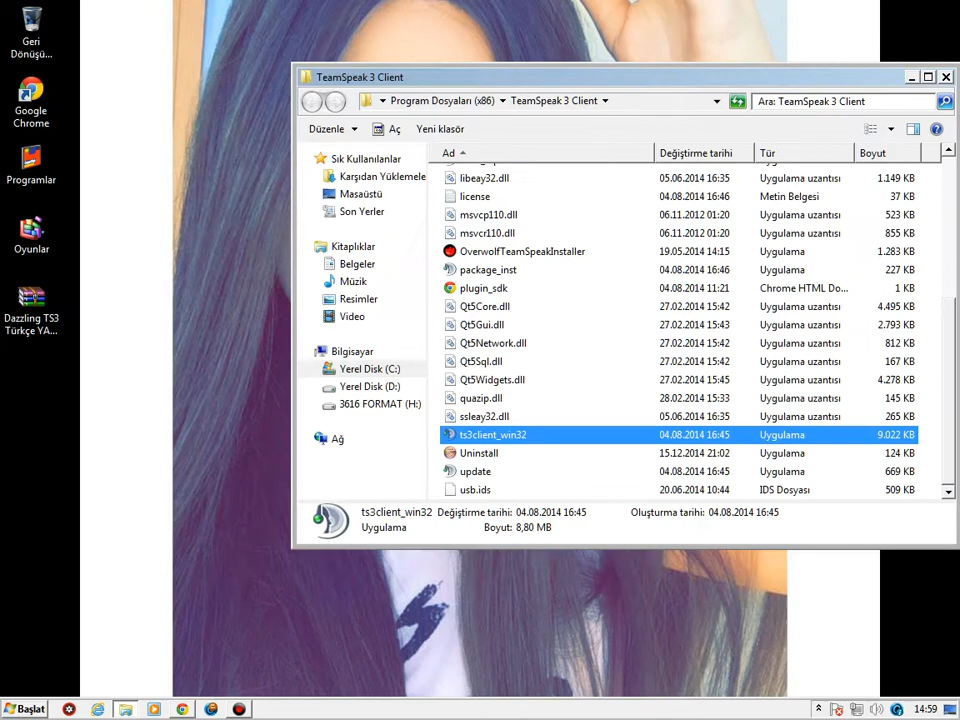 Geri
Dönüşü...
Google
Chrome
Programlar
Oyunlar
Dazzling TS3
Türkçe YA...
TeamSpeak 3 Client
Program Dosyaları (x86) TeamSpeak 3 Client
Ara: TeamSpeak 3 Client
Düzenle Aç Yeni klasör
Sık Kullanılanlar
Karşıdan Yükleme
Masaüstü
Son Yerler
Kitaplıklar
Belgeler
Müzik
Resimler
Video
Bilgisayar
Yerel Disk (C:)
Yerel Disk (D:)
3616 FORMAT (H:)
Ağ
Ad Değiştirme tarihi Tür Boyut
libeay32.dll 05.06.2014 16:35 Uygulama uzantısı 1.149 KB
license 04.08.2014 16:46 Metin Belgesi 37 KB
msvcp110.dll 06.11.2012 01:20 Uygulama uzantısı 523 KB
msvcr110.dll 06.11.2012 01:20 Uygulama uzantısı 855 KB
OverwolfTeamSpeakInstaller 19.05.2014 14:15 Uygulama 1.283 KB
package_inst 04.08.2014 16:46 Uygulama 227 KB
plugin_sdk 04.08.2014 11:21 Chrome HTML Do... 1 KB
Qt5Core.dll 27.02.2014 15:42 Uygulama uzantısı 4.495 KB
Qt5Gui.dll 27.02.2014 15:43 Uygulama uzantısı 2.793 KB
Qt5Network.dll 27.02.2014 15:42 Uygulama uzantısı 812 KB
Qt5Sql.dll 27.02.2014 15:42 Uygulama uzantısı 167 KB
Qt5Widgets.dll 27.02.2014 15:45 Uygulama uzantısı 4.278 KB
quazip.dll 28.02.2014 15:33 Uygulama uzantısı 145 KB
ssleay32.dll 05.06.2014 16:35 Uygulama uzantısı 265 KB
ts3client_win32 04.08.2014 16:45 Uygulama 9.022 KB
Uninstall 15.12.2014 21:02 Uygulama 124 KB
update 04.08.2014 16:45 Uygulama 669 KB
usb.ids 20.06.2014 10:44 IDS Dosyası 509 KB
ts3client_win32 Değiştirme tarihi: 04.08.2014 16:45 Oluşturma tarihi: 04.08.2014 16:45
Uygulama Boyut: 8,80 MB
Başlat
14:59